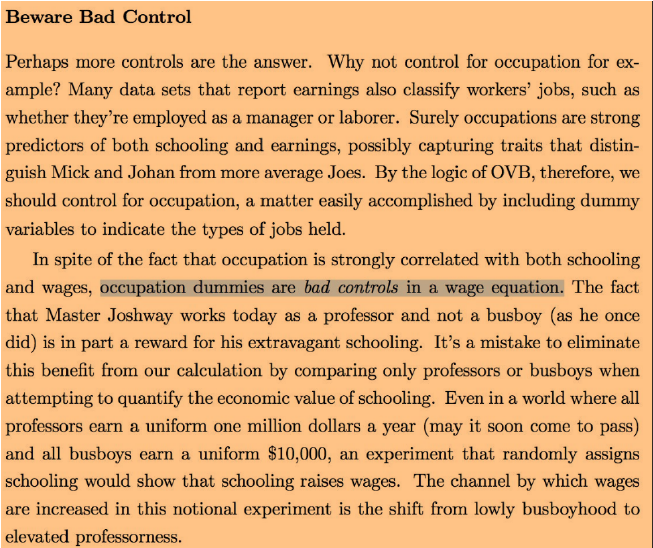 Beware Bad Control
Perhaps more controls are the answer. Why not control for occupation for ex-
ample? Many data sets that report earnings also classify workers' jobs, such as
whether they're employed as a manager or laborer. Surely occupations are strong
predictors of both schooling and earnings, possibly capturing traits that distin-
guish Mick and Johan from more average Joes. By the logic of OVB, therefore, we
should control for occupation, a matter easily accomplished by including dummy
variables to indicate the types of jobs held.
In spite of the fact that occupation is strongly correlated with both schooling
and wages, occupation dummies are bad controls in a wage equation. The fact
that Master Joshway works today as a professor and not a busboy (as he once
did) is in part a reward for his extravagant schooling. It's a mistake to eliminate
this benefit from our calculation by comparing only professors or busboys when
attempting to quantify the economic value of schooling. Even in a world where all
professors earn a uniform one million dollars a year (may it soon come to pass)
and all busboys earn a uniform $10,000, an experiment that randomly assigns
schooling would show that schooling raises wages. The channel by which wages
are increased in this notional experiment is the shift from lowly busboyhood to
elevated professorness.